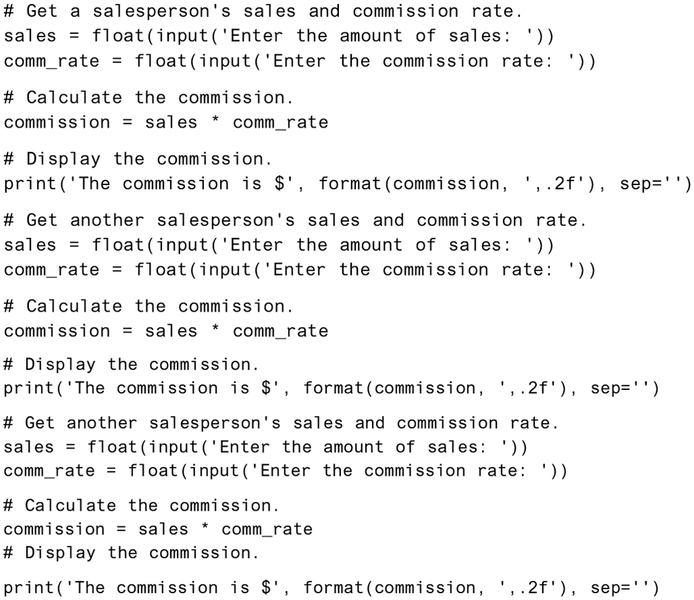 # Get a salesperson's sales and commission rate.
sales = float(input('Enter the amount of sales: '))
comm_rate = float(input('Enter the commission rate: '))
# Calculate the commission.
commission = sales * comm_rate
# Display the commission.
print('The commission is $', format(commission, ',.2f'), sep='')
# Get another salesperson's sales and commission rate.
sales = float(input('Enter the amount of sales: '))
comm_rate = float(input('Enter the commission rate: '))
# Calculate the commission.
commission = sales * comm_rate
# Display the commission.
print('The commission is $', format(commission, ',.2f'), sep='')
# Get another salesperson's sales and commission rate.
sales = float(input('Enter the amount of sales: '))
comm_rate = float(input('Enter the commission rate: '))
# Calculate the commission.
commission = sales * comm_rate
# Display the commission.
print('The commission is $', format(commission, ',.2f'), sep='')